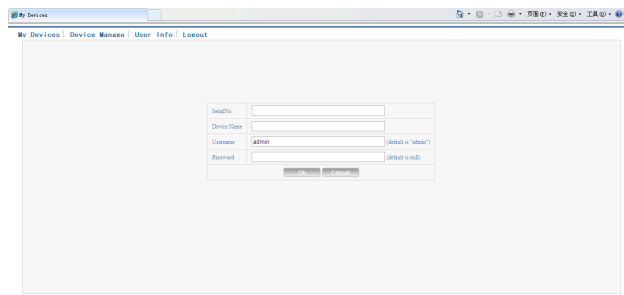 My Devices
页面(P) 安全(S) 工具(O)
My Devices Device Manage User Info Logout
SerialNo.
Device Name
Username admin (default is "admin")
Password (default is null)
Ok Cancel